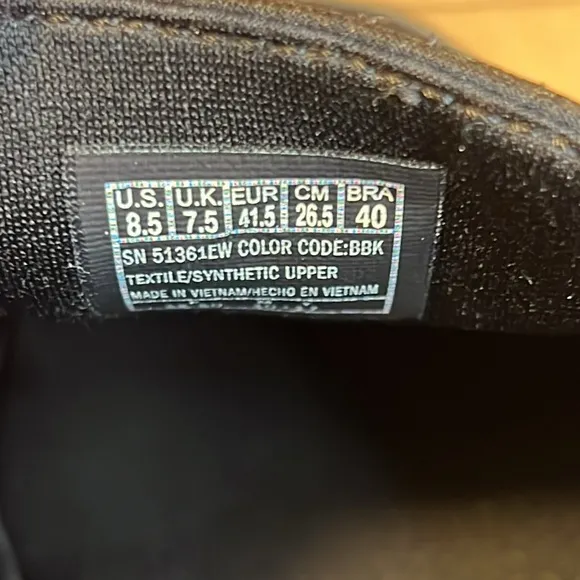 U.S. U.K. EUR CM BRA
8.5 7.5 41.5 26.5 40
SN 51361EW COLOR CODE:BBK
TEXTILE/SYNTHETIC UPPER
MADE IN VIETNAM/HECHO EN VIETNAM